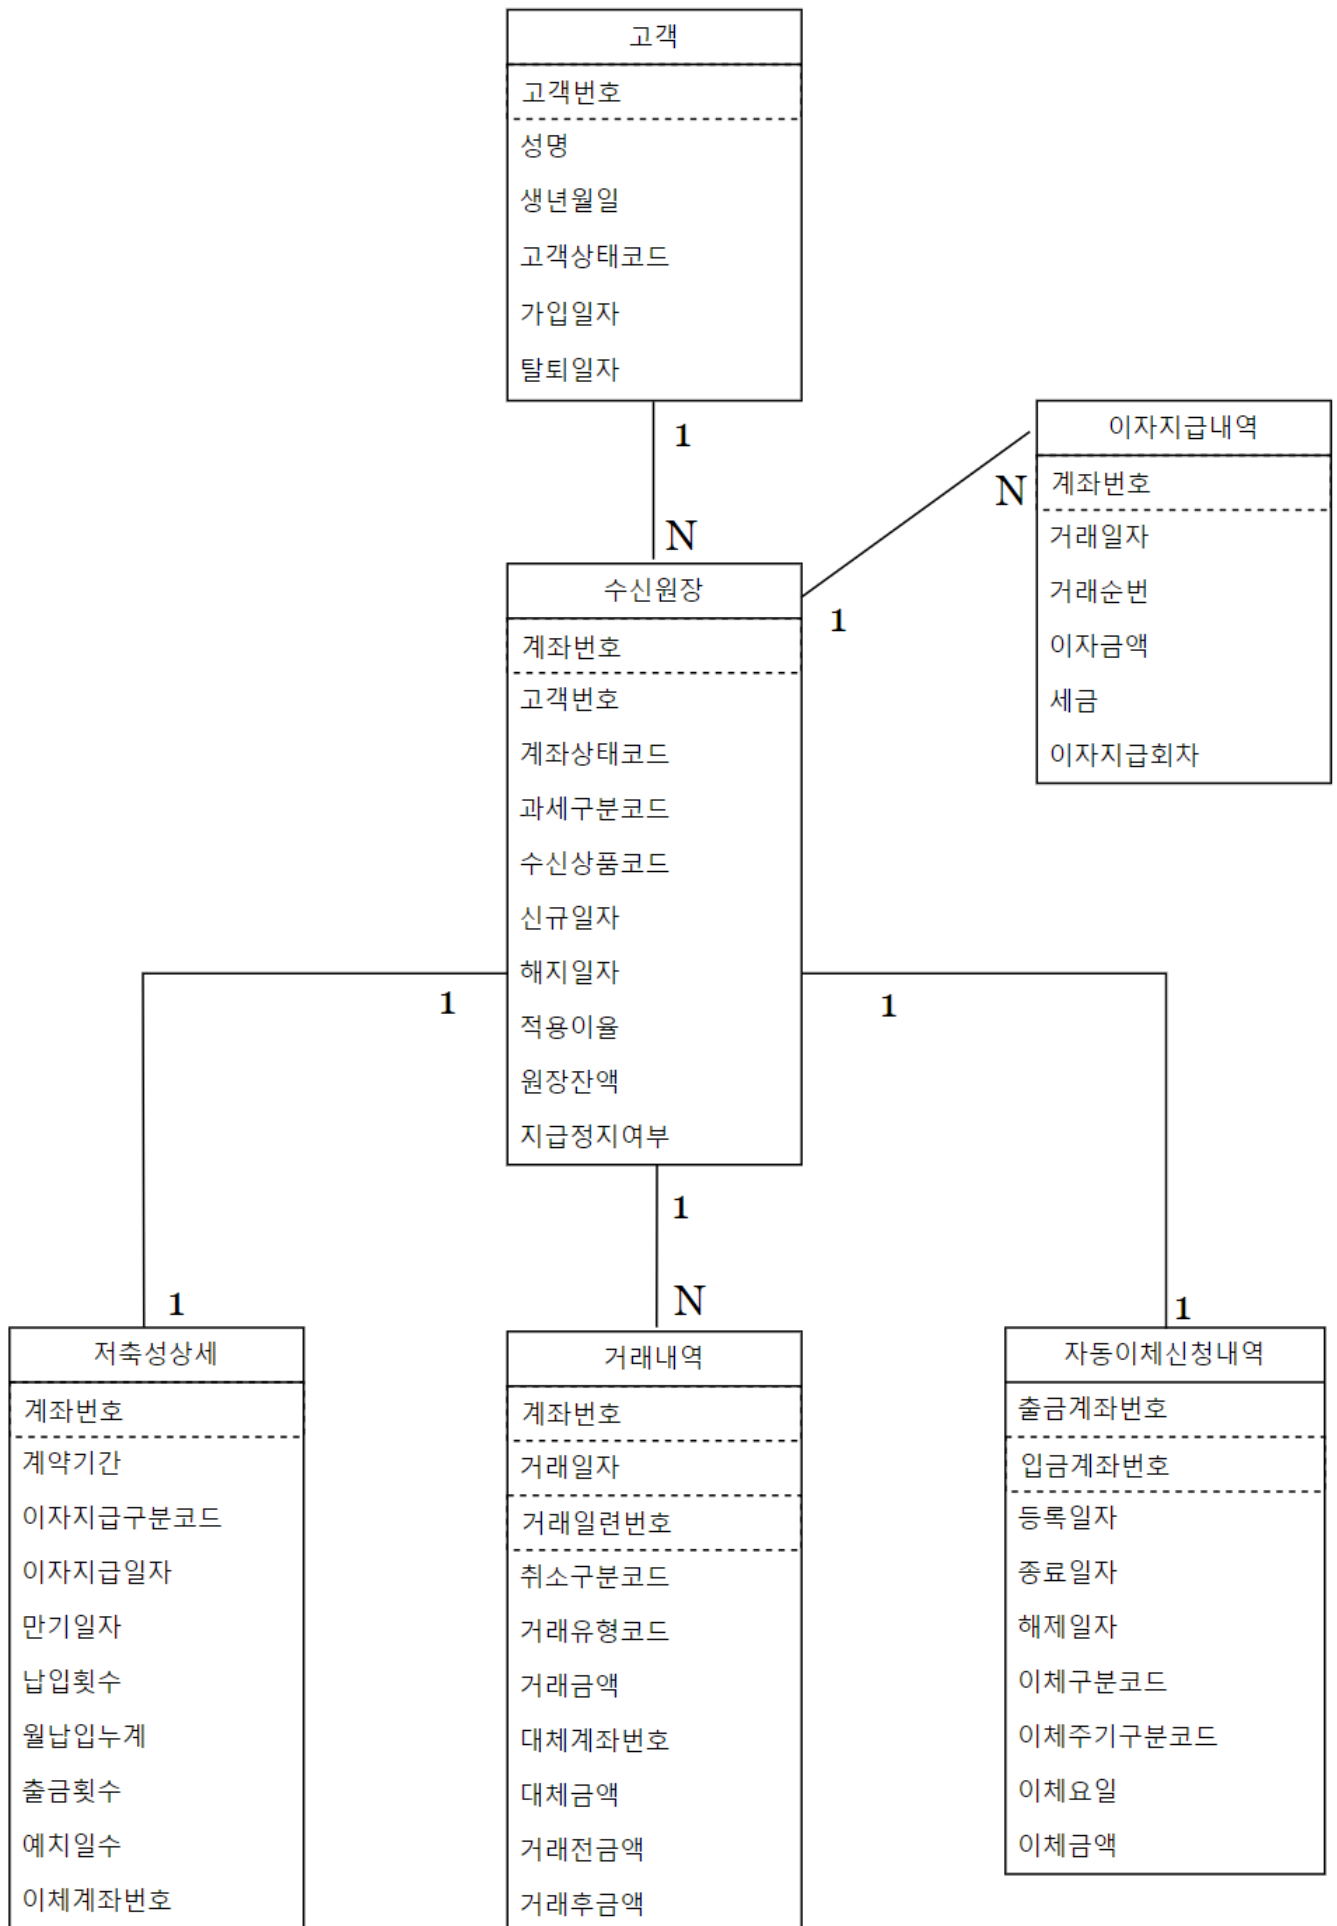 고객
고객번호
성명
생년월일
고객상태코드
가입일자
탈퇴일자
1
N
이자지급내역
계좌번호
거래일자
거래순번
이자금액
세금
이자지급회차
N
1
수신원장
계좌번호
고객번호
계좌상태코드
과세구분코드
수신상품코드
신규일자
해지일자
적용이율
원장잔액
지급정지여부
1
1
1
N
1
1
저축성상세
계좌번호
계약기간
이자지급구분코드
이자지급일자
만기일자
납입횟수
월납입누계
출금횟수
예치일수
이체계좌번호
거래내역
계좌번호
거래일자
거래일련번호
취소구분코드
거래유형코드
거래금액
대체계좌번호
대체금액
거래전금액
거래후금액
자동이체신청내역
출금계좌번호
입금계좌번호
등록일자
종료일자
해제일자
이체구분코드
이체주기구분코드
이체요일
이체금액